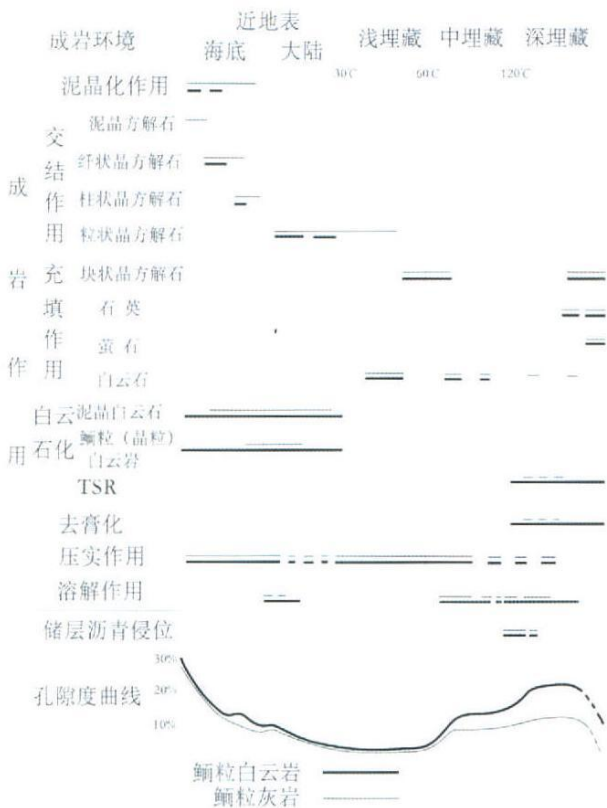 近地表
成岩环境 海底 大陆 浅埋藏 中埋藏 深埋藏
30℃ 60℃ 120℃
泥晶化作用
成岩作用
交结作用
泥晶方解石
纤状晶方解石
柱状晶方解石
粒状晶方解石
充填作用
块状晶方解石
石英
萤石
白云石
白云石化
泥晶白云石
鲕粒（晶粒）
白云岩
TSR
去膏化
压实作用
溶解作用
储层沥青侵位
孔隙度曲线
30%
20%
10%
鲕粒白云岩
鲕粒灰岩